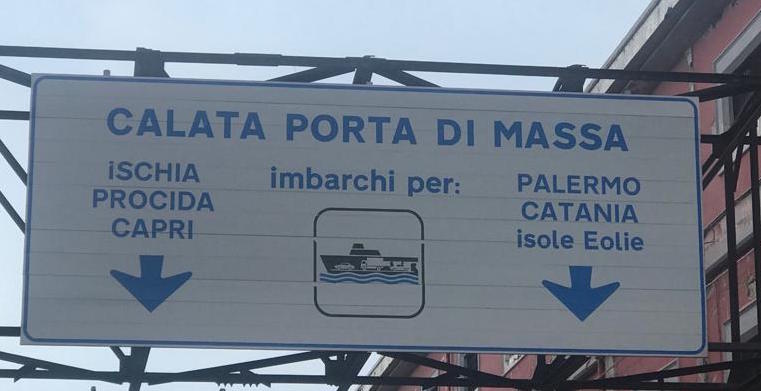 CALATA PORTA DI MASSA
iSCHIA
PROCIDA
CAPRI
imbarchi per:
PALERMO
CATANIA
isole Eolie